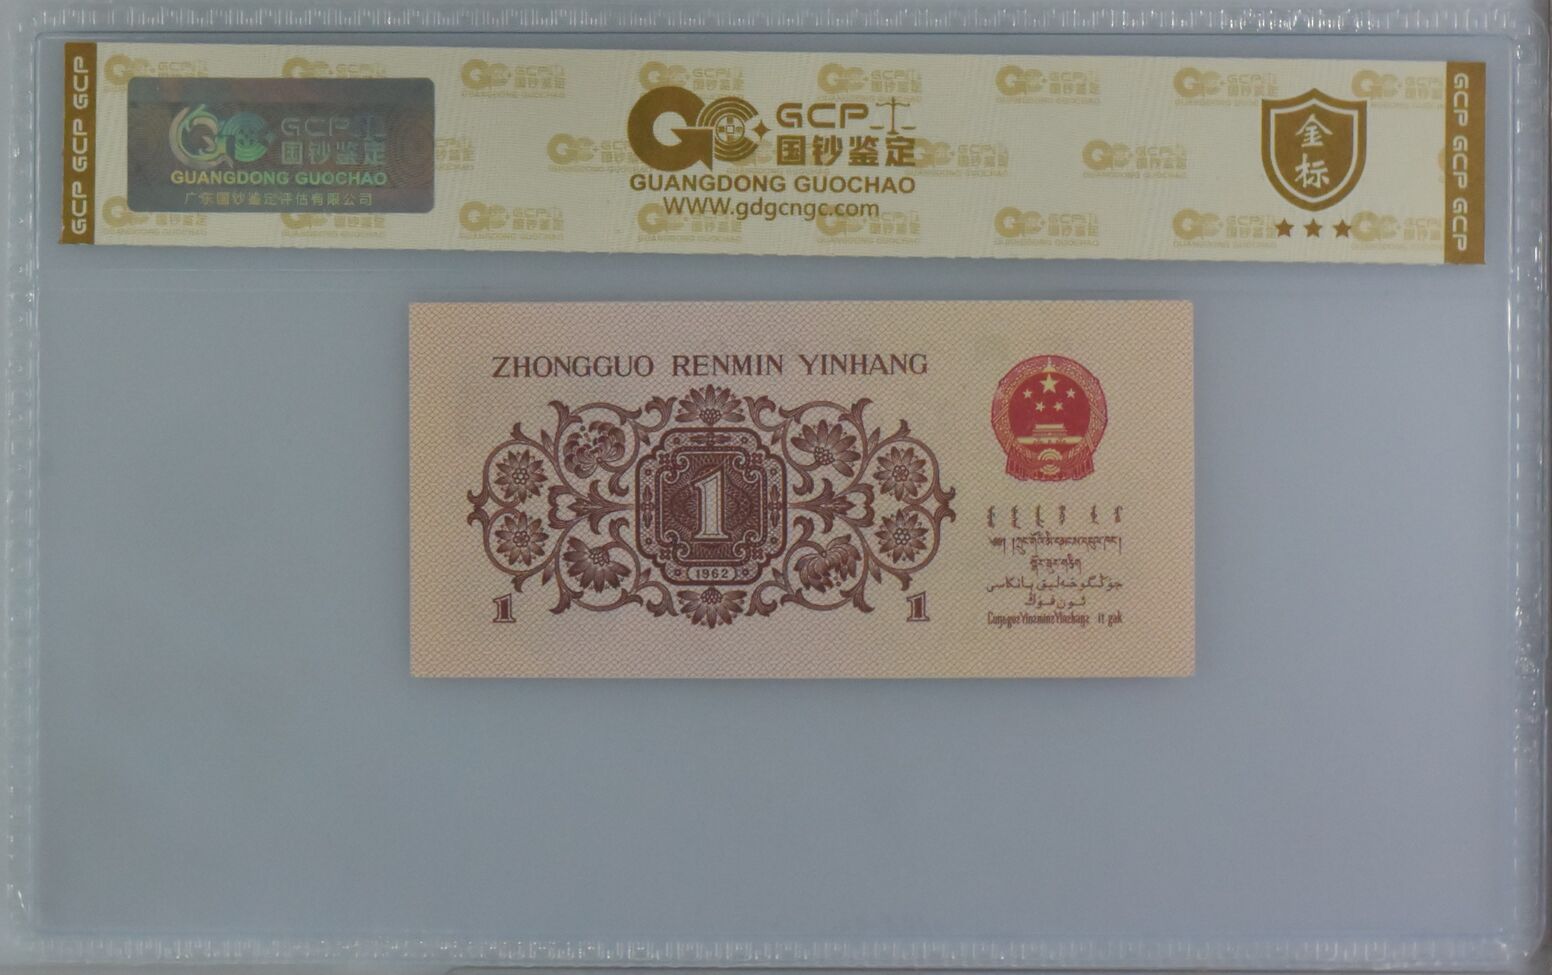 GCP GCP GCP
GCP
国钞鉴定
GUANGDONG GUOCHAO
广东国钞鉴定评估有限公司
GCP
国钞鉴定
GUANGDONG GUOCHAO
WWW.gdgcngc.com
金标
GCP GCP GCP
ZHONGGUO RENMIN YINHANG
1
1962
1
1